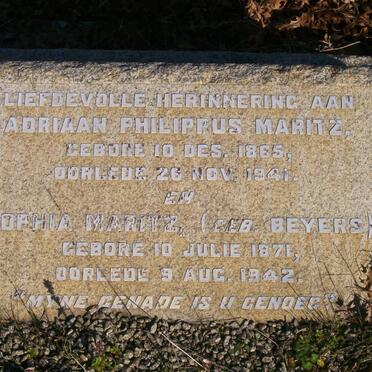 LIEFDEVOLLE HERINNERING AAN
ADRIAAN PHILIPPUS MARITZ,
GEBORE 10 DES. 1865,
OORLEDE 26 NOV. 1941.
EN
SOPHIA MARITZ, (GEB. BEYERS)
GEBORE 10 JULIE 1871,
OORLEDE 9 AUG. 1942.
"MYNE GENADE IS U GENOEG"